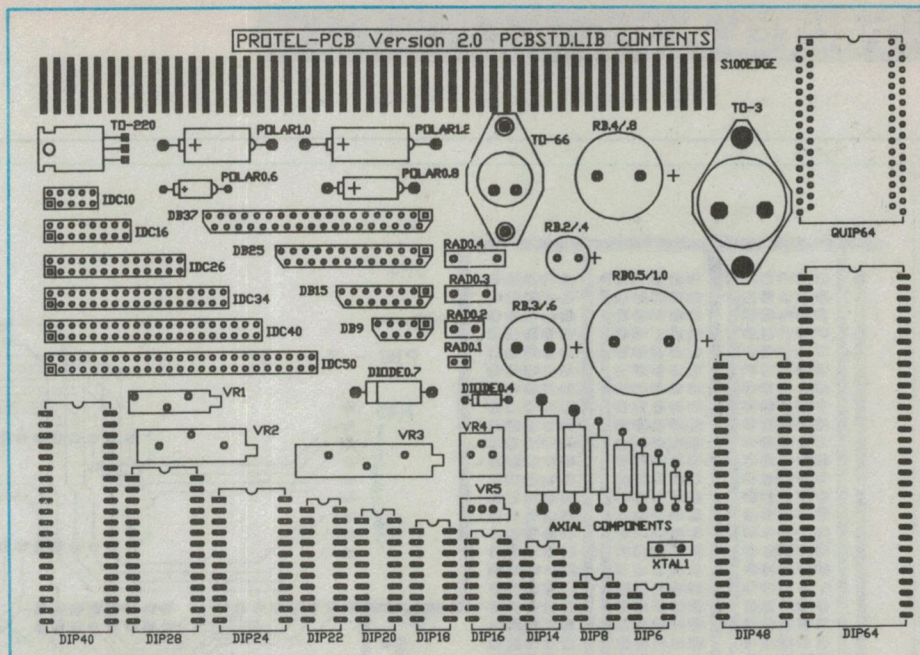 PROTEL-PCB Version 2.0 PCBSTD.LIB CONTENTS
S100EDGE
TO-220
POLAR1.0
POLAR1.2
TO-66
RB.4/.8
TO-3
POLAR0.6
POLAR0.8
IDC10
DB37
IDC16
RB.2/.4
QUIP64
DB25
RAD0.4
IDC26
RAD0.3
RB0.5/1.0
DB15
IDC34
RB.3/.6
RAD0.2
DB9
IDC40
RAD0.1
IDC50
DIODE0.7
DIODE0.4
VR1
VR2
VR3
VR4
VR5
AXIAL COMPONENTS
XTAL1
DIP40
DIP28
DIP24
DIP22
DIP20
DIP18
DIP16
DIP14
DIP8
DIP6
DIP48
DIP64